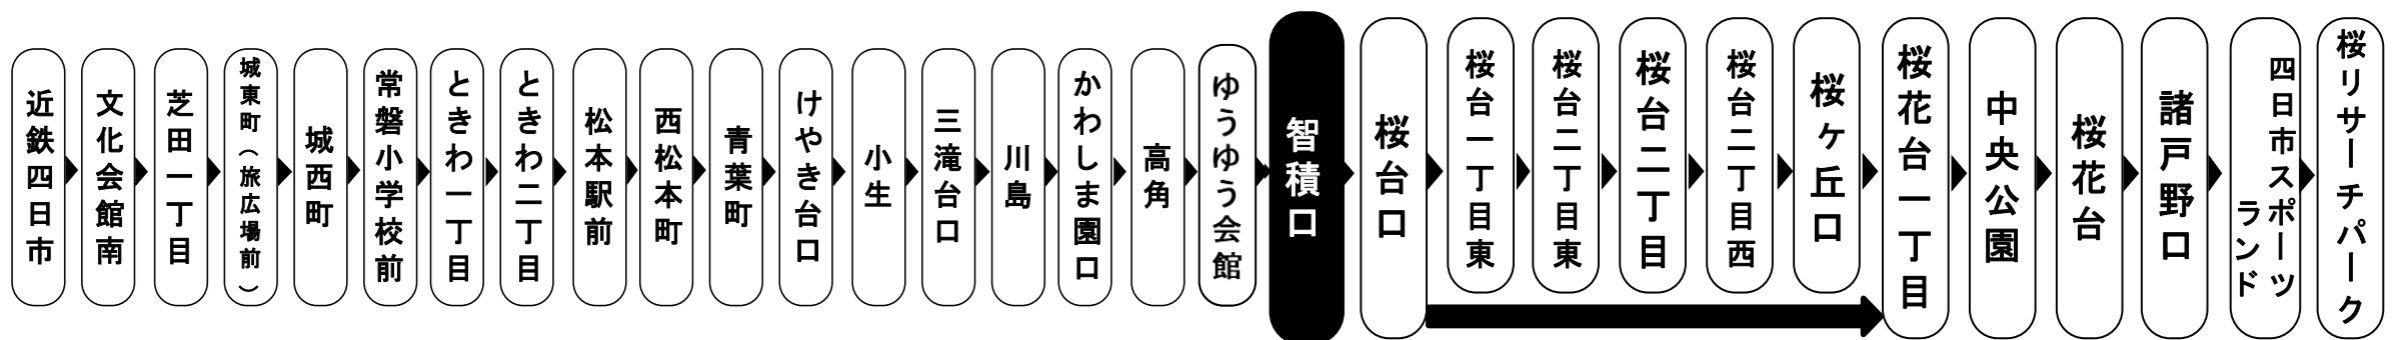 近鉄四日市
文化会館南
芝田一丁目
城東町（旅広場前）
城西町
常磐小学校前
ときわ一丁目
ときわ二丁目
松本駅前
西松本町
青葉町
けやき台口
小生
三滝台口
川島
かわしま園口
高角
ゆうゆう会館
智積口
桜台口
桜台一丁目東
桜台二丁目東
桜台二丁目
桜台二丁目西
桜ヶ丘口
桜花台一丁目
中央公園
桜花台
諸戸野口
四日市スポーツ
ランド
桜リサーチパーク